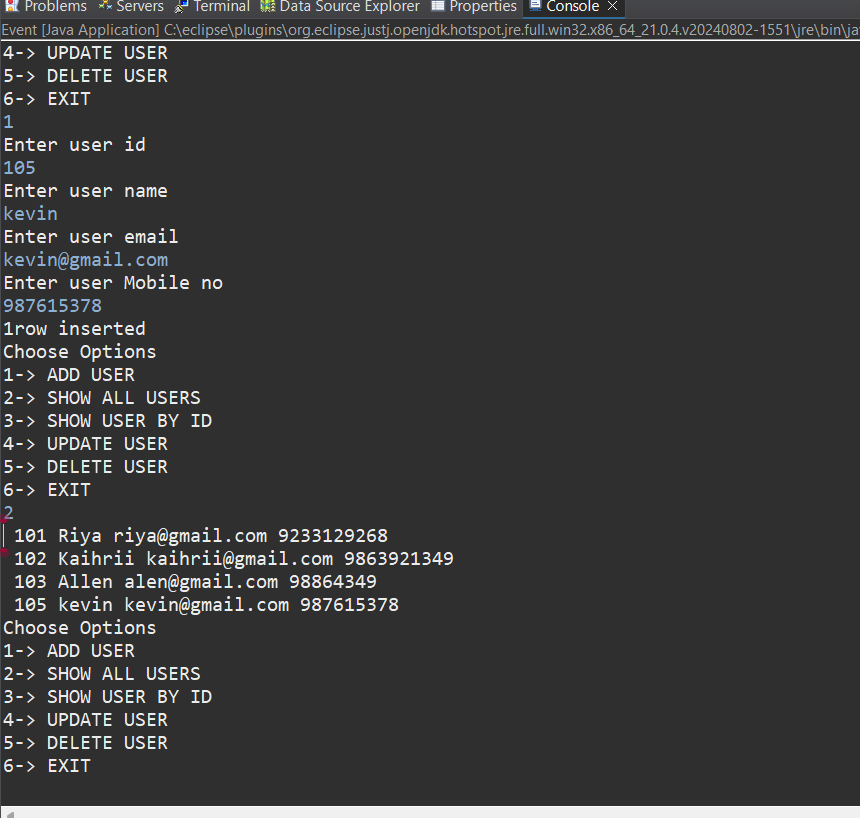 Problems Servers Terminal Data Source Explorer Properties Console
Event [Java Application] C:\eclipse\plugins\org.eclipse.justj.openjdk.hotspot.jre.full.win32.x86_64_21.0.4.v20240802-1551\jre\bin\ja
4-> UPDATE USER
5-> DELETE USER
6-> EXIT
1
Enter user id
105
Enter user name
kevin
Enter user email
kevin@gmail.com
Enter user Mobile no
987615378
1row inserted
Choose Options
1-> ADD USER
2-> SHOW ALL USERS
3-> SHOW USER BY ID
4-> UPDATE USER
5-> DELETE USER
6-> EXIT
2
101 Riya riya@gmail.com 9233129268
102 Kaihrii kaihrii@gmail.com 9863921349
103 Allen alen@gmail.com 98864349
105 kevin kevin@gmail.com 987615378
Choose Options
1-> ADD USER
2-> SHOW ALL USERS
3-> SHOW USER BY ID
4-> UPDATE USER
5-> DELETE USER
6-> EXIT